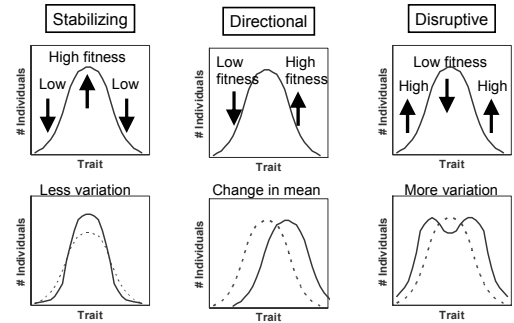 Stabilizing
Directional
Disruptive
High fitness
Low
Low
# Individuals
Trait
Low
fitness
High
fitness
# Individuals
Trait
Low fitness
High
High
# Individuals
Trait
Less variation
# Individuals
Trait
Change in mean
# Individuals
Trait
More variation
# Individuals
Trait